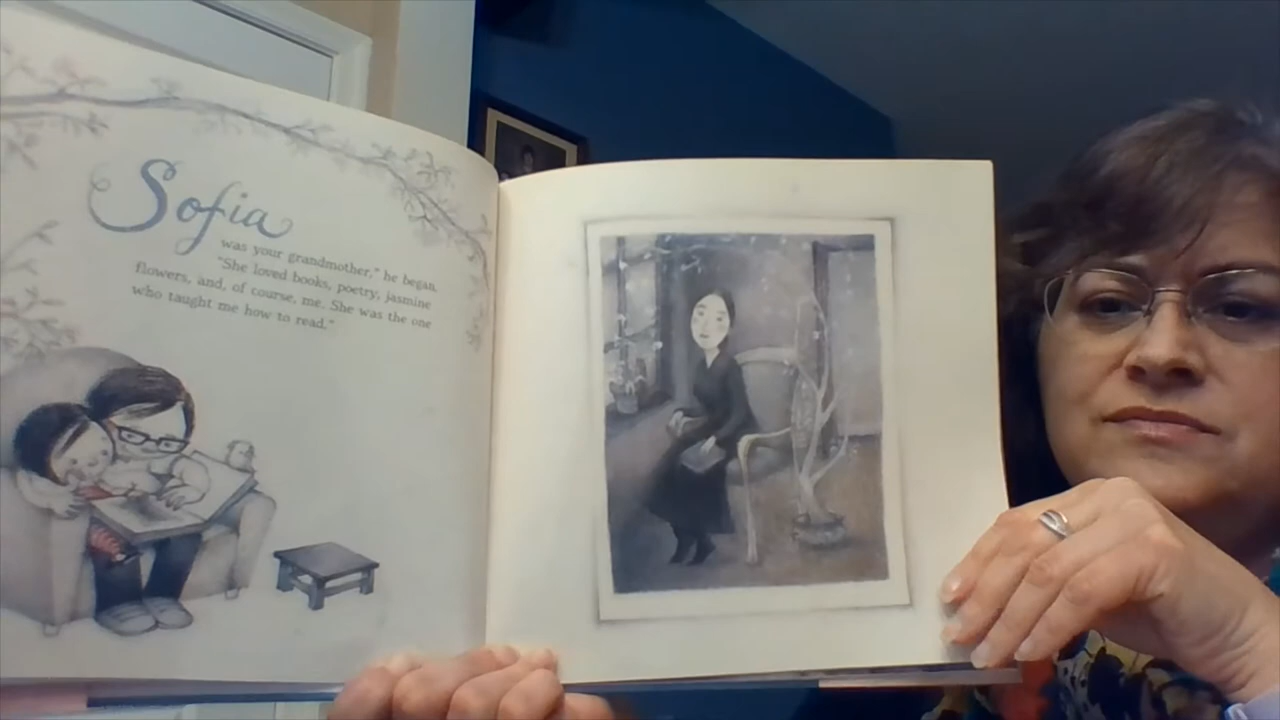 Sofia
was your grandmother," he began.
"She loved books, poetry, jasmine
flowers, and, of course, me. She was the one
who taught me how to read."